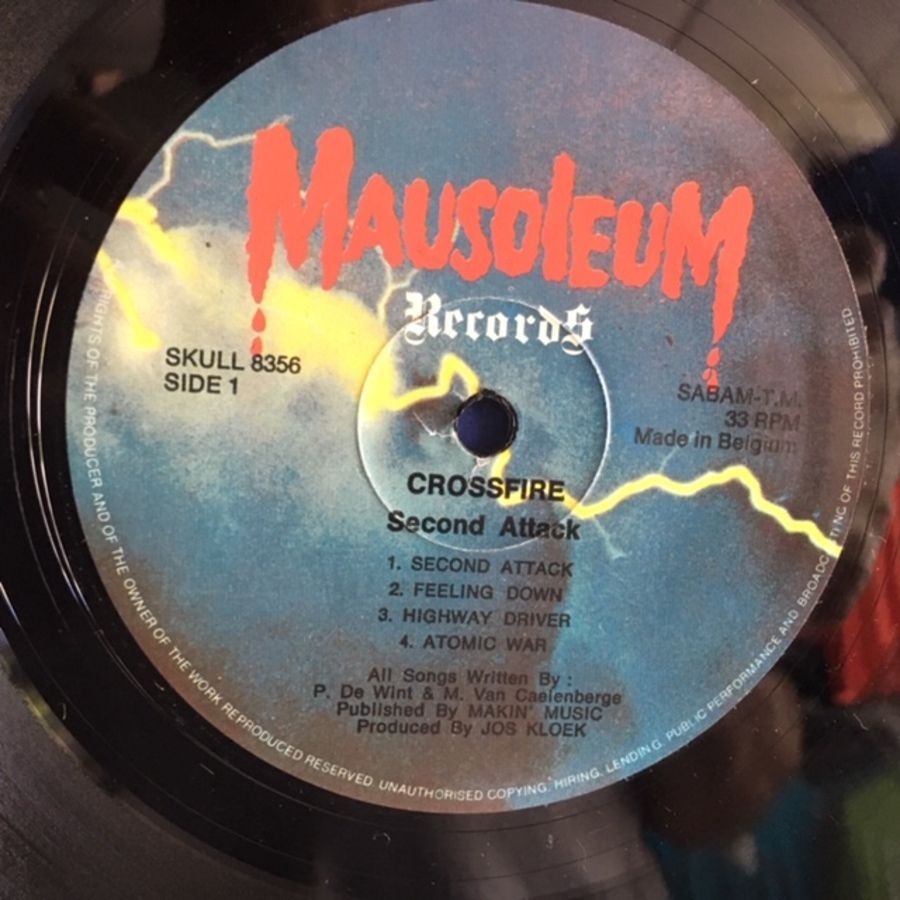 MAUSOLEUM
Records
SKULL 8356
SIDE 1
SABAM-T.M.
33 RPM
Made in Belgium
CROSSFIRE
Second Attack
1. SECOND ATTACK
2. FEELING DOWN
3. HIGHWAY DRIVER
4. ATOMIC WAR
All Songs Written By :
P. De Wint & M. Van Caelenberge
Published By MAKIN' MUSIC
Produced By JOS KLOEK
RIGHTS OF THE PRODUCER AND OF THE OWNER OF THE WORK REPRODUCED RESERVED. UNAUTHORISED COPYING, HIRING, LENDING, PUBLIC PERFORMANCE AND BROADCASTING OF THIS RECORD PROHIBITED